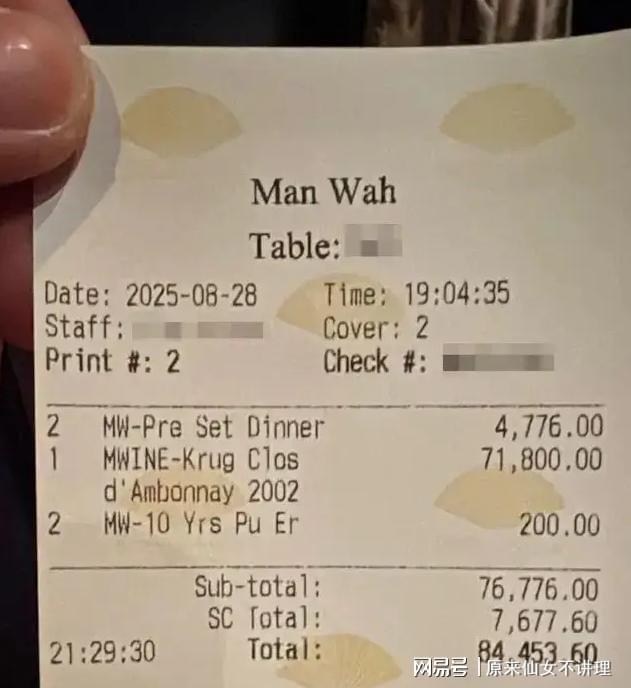 Man Wah
Table:
Date: 2025-08-28 Time: 19:04:35
Staff: Cover: 2
Print #: 2 Check #:
2 MW-Pre Set Dinner 4,776.00
1 MWINE-Krug Clos 71,800.00
d'Ambonnay 2002
2 MW-10 Yrs Pu Er 200.00
Sub-total: 76,776.00
SC Total: 7,677.60
21:29:30 Total: 84,453.60
网易号 | 原来仙女不讲理